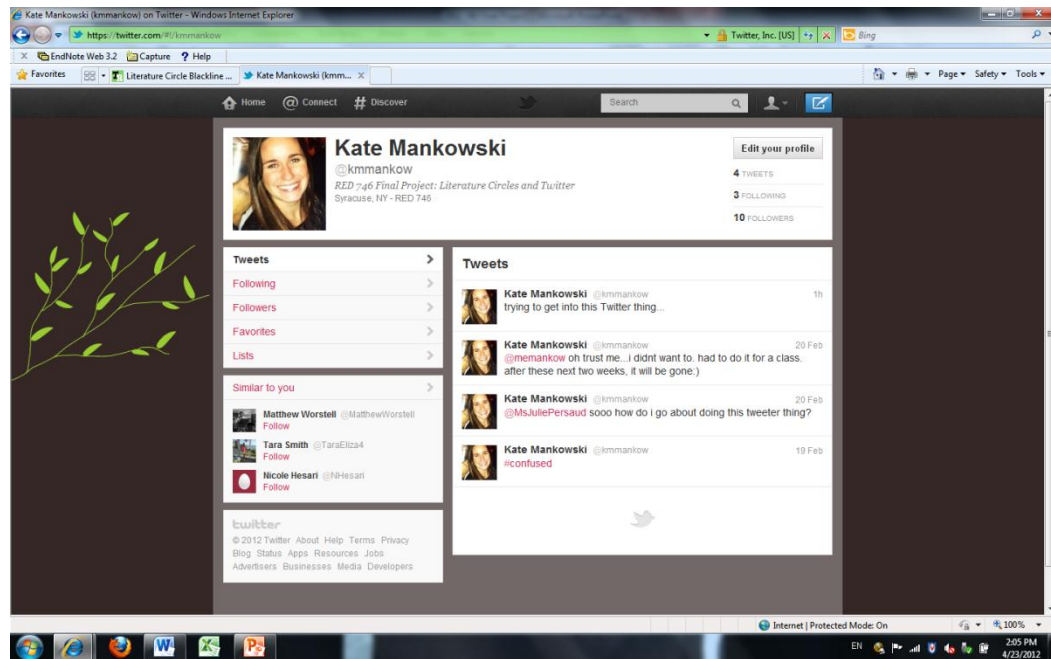 Kate Mankowski (kmmankow) on Twitter - Windows Internet Explorer
https://twitter.com/#!/kmmankow
Twitter, Inc. [US]
Bing
x EndNote Web 3.2 Capture ? Help
Favorites
Literature Circle Blackline ...
Kate Mankowski (kmm... X
Page Safety Tools
Home @ Connect # Discover
Search
Kate Mankowski
@kmmankow
RED 746 Final Project: Literature Circles and Twitter
Syracuse, NY - RED 746
Edit your profile
4 TWEETS
3 FOLLOWING
10 FOLLOWERS
Tweets
Following
Followers
Favorites
Lists
Similar to you
Matthew Worstell @MatthewWorstell
Follow
Tara Smith @TaraEliza4
Follow
Nicole Hesari @NHesari
Follow
twitter
© 2012 Twitter About Help Terms Privacy
Blog Status Apps Resources Jobs
Advertisers Businesses Media Developers
Tweets
Kate Mankowski @kmmankow 1h
trying to get into this Twitter thing...
Kate Mankowski @kmmankow 20 Feb
@memankow oh trust me...i didnt want to. had to do it for a class.
after these next two weeks, it will be gone:)
Kate Mankowski @kmmankow 20 Feb
@MsJuliePersaud sooo how do i go about doing this tweeter thing?
Kate Mankowski @kmmankow 19 Feb
#confused
Internet | Protected Mode: On
100%
EN
2:05 PM
4/23/2012